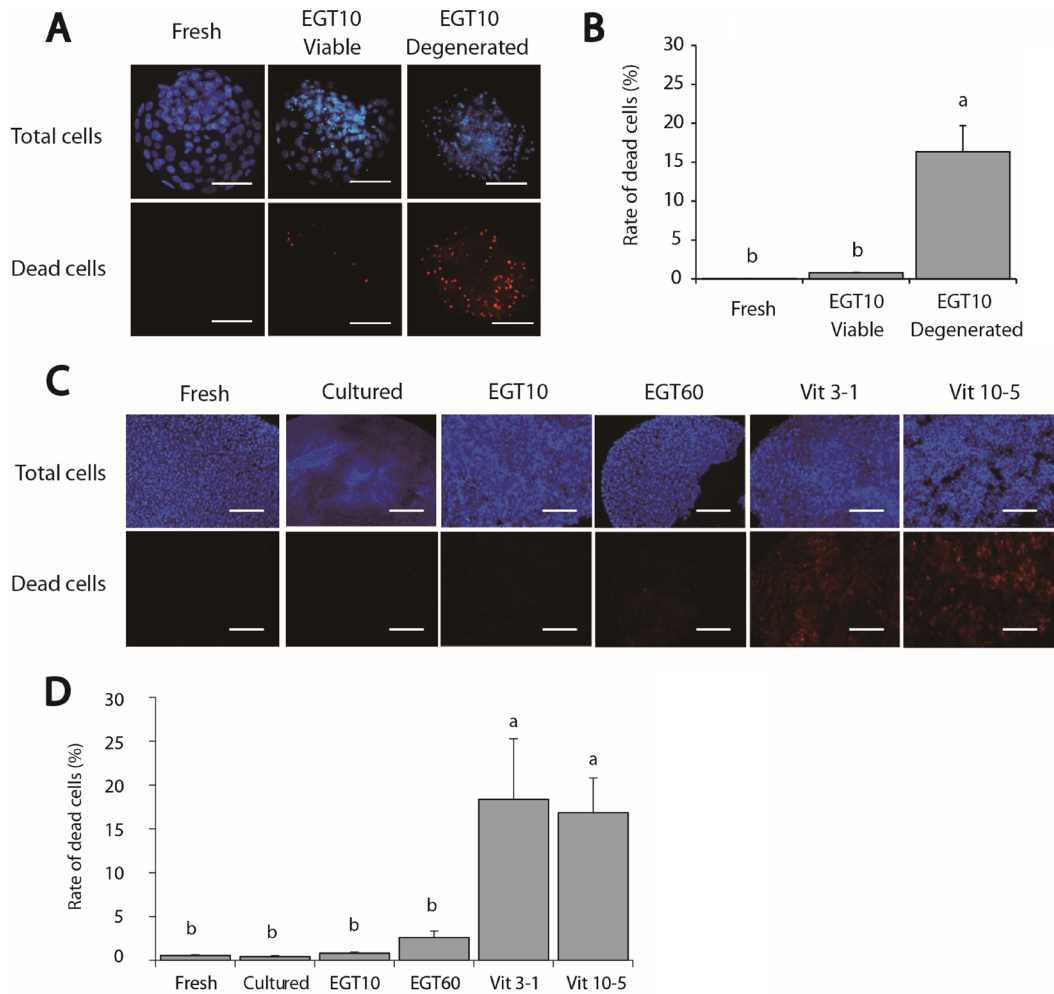 A
Fresh
EGT10
Viable
EGT10
Degenerated
Total cells
Dead cells
B
Rate of dead cells (%)
30
25
20
15
10
5
0
b
b
a
Fresh
EGT10
Viable
EGT10
Degenerated
C
Fresh
Cultured
EGT10
EGT60
Vit 3-1
Vit 10-5
Total cells
Dead cells
D
Rate of dead cells (%)
30
25
20
15
10
5
0
b
b
b
b
a
a
Fresh
Cultured
EGT10
EGT60
Vit 3-1
Vit 10-5